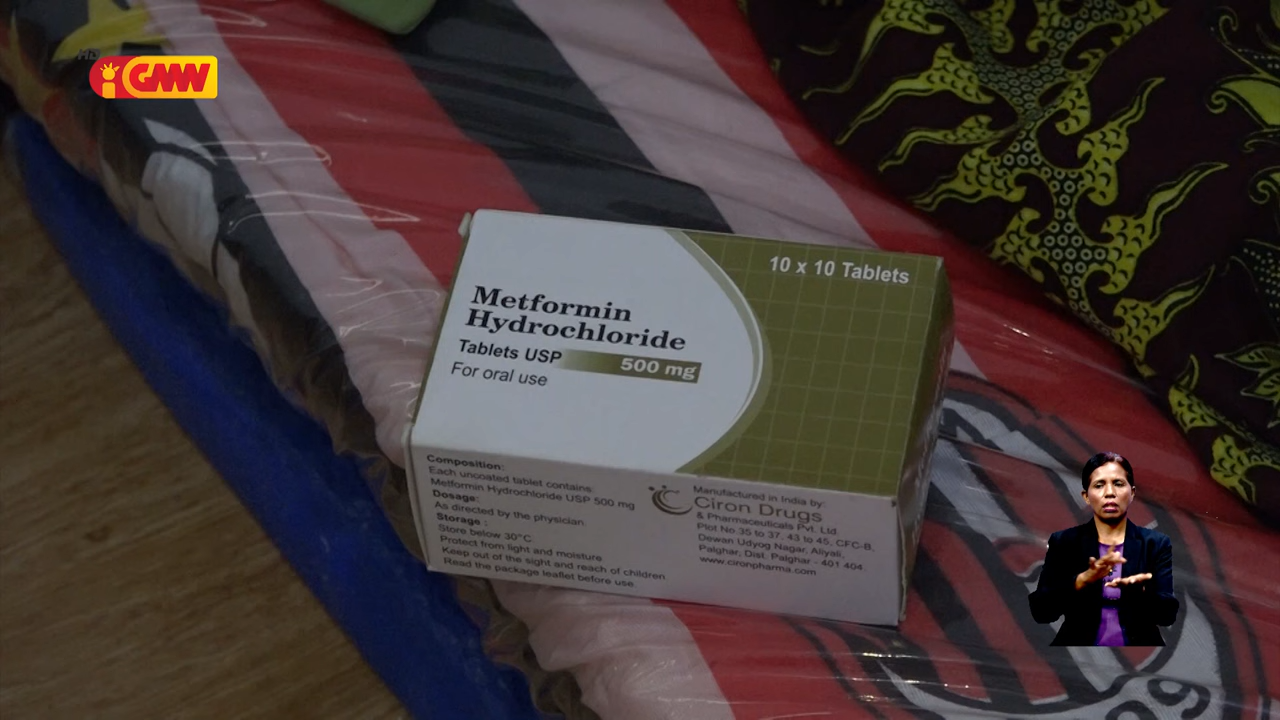 HD
GMN
10 x 10 Tablets
Metformin
Hydrochloride
Tablets USP 500 mg
For oral use
Composition:
Each uncoated tablet contains:
Metformin Hydrochloride USP 500 mg
Dosage:
As directed by the physician.
Storage :
Store below 30°C.
Protect from light and moisture
Keep out of the sight and reach of children
Read the package leaflet before use.
Manufactured in India by:
Ciron Drugs
& Pharmaceuticals Pvt. Ltd.
Plot No.35 to 37, 43 to 45, CFC-B,
Dewan Udyog Nagar, Aliyali,
Palghar, Dist. Palghar - 401 404.
www.cironpharma.com